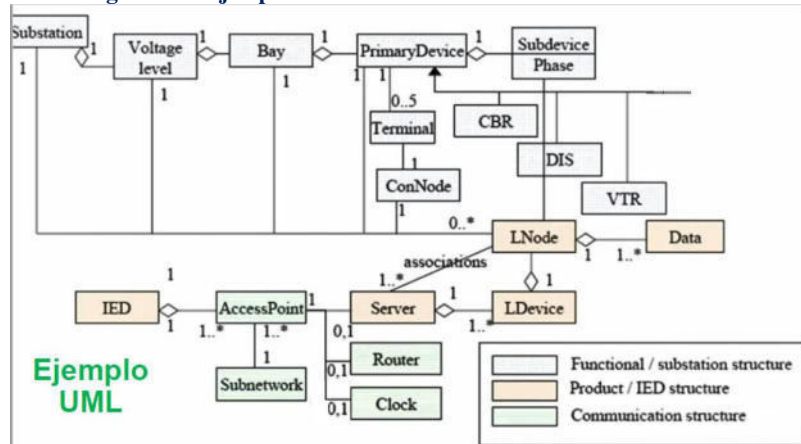 Substation
1
Voltage
level
1
Bay
1
PrimaryDevice
1
Subdevice
Phase
1
1
1
1
1
0..5
Terminal
1
ConNode
1
CBR
DIS
VTR
0..*
LNode
1
1..*
Data
associations
1
1..*
1
IED
1
1..*
AccessPoint
1..*
1
Server
0,1
1
1..*
LDevice
1
Subnetwork
Router
0,1
Clock
0,1
Ejemplo
UML
Functional / substation structure
Product / IED structure
Communication structure